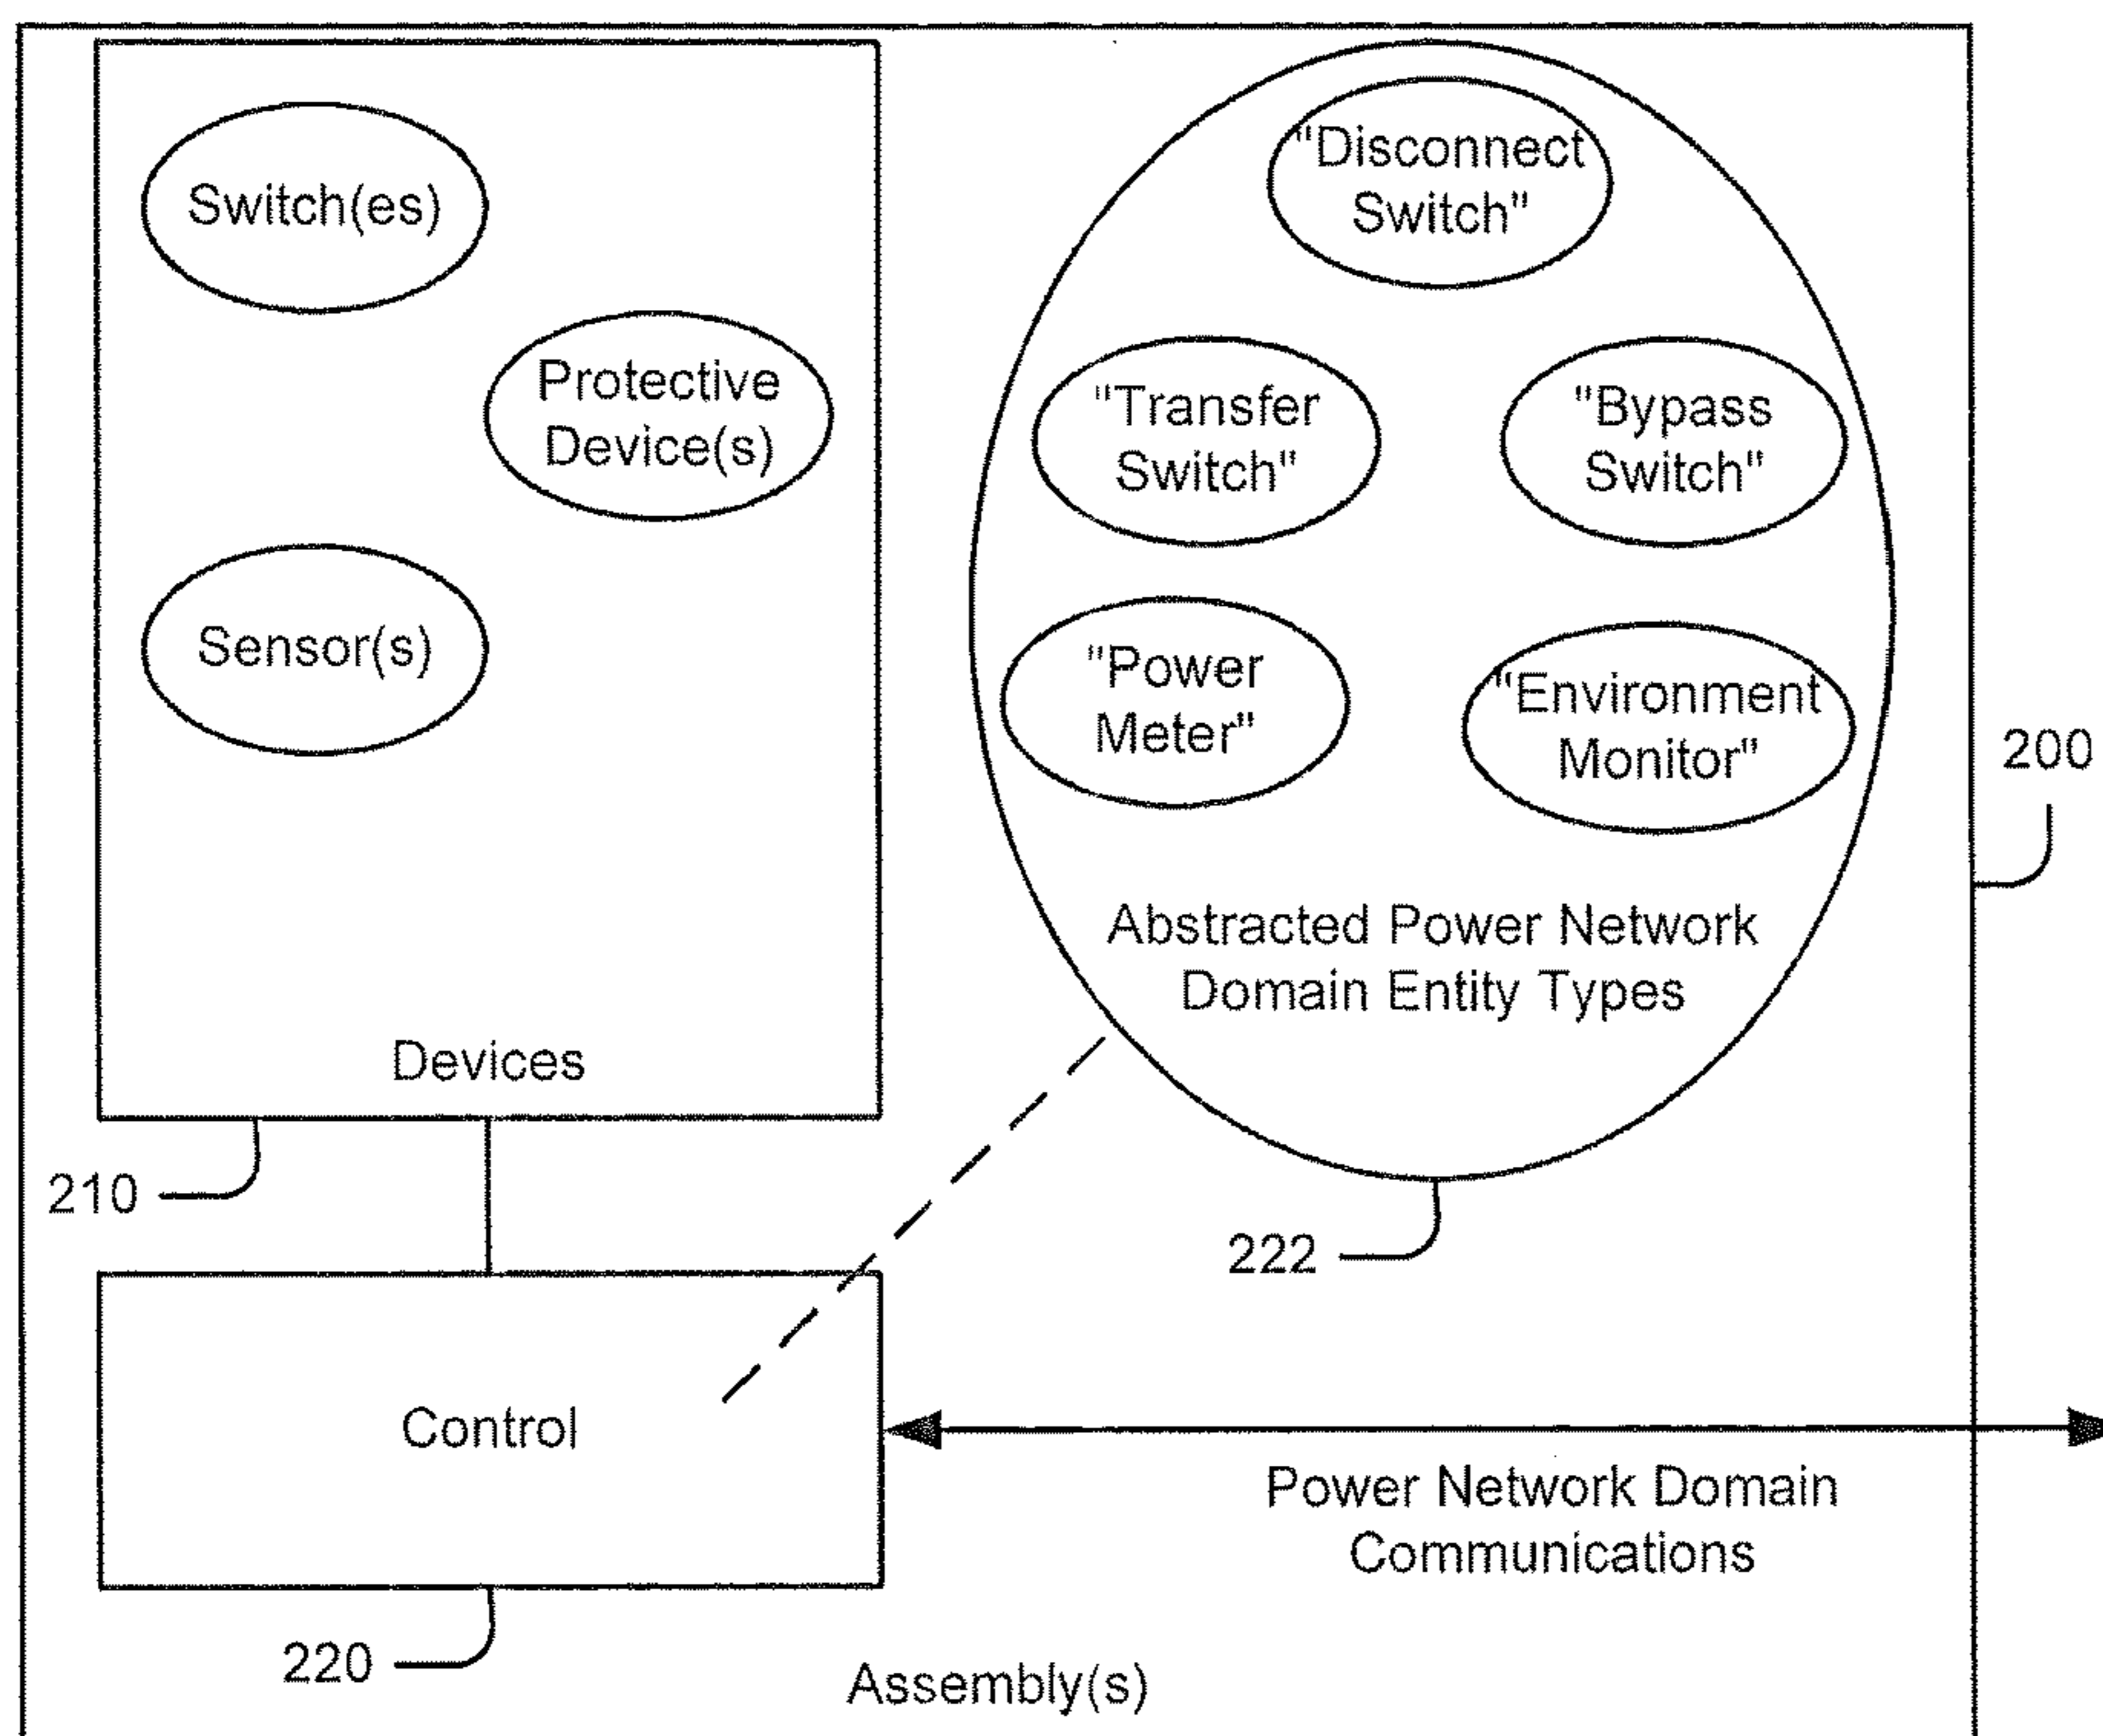 Switch(es)
Protective
Device(s)
Sensor(s)
Devices
210
"Disconnect
Switch"
"Transfer
Switch"
"Bypass
Switch"
"Power
Meter"
"Environment
Monitor"
Abstracted Power Network
Domain Entity Types
222
200
Control
220
Power Network Domain
Communications
Assembly(s)